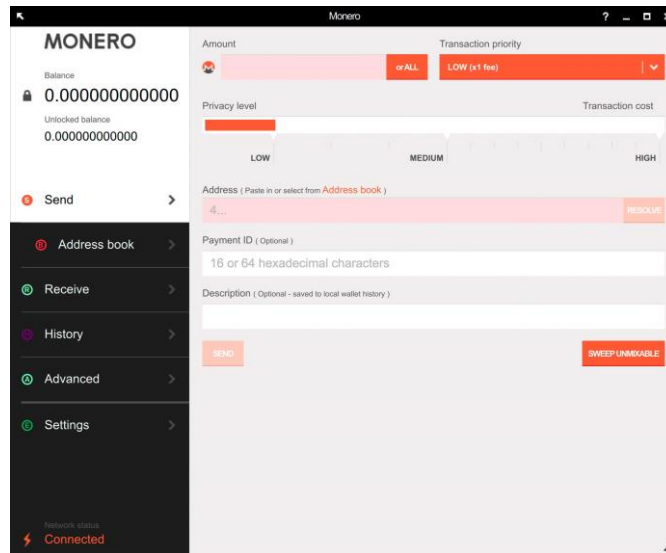 Monero
?
MONERO
Balance
0.000000000000
Unlocked balance
0.000000000000
S Send
B Address book
R Receive
H History
A Advanced
E Settings
Network status
Connected
Amount
Transaction priority
or ALL
LOW (x1 fee)
Privacy level
Transaction cost
LOW
MEDIUM
HIGH
Address ( Paste in or select from Address book )
4...
RESOLVE
Payment ID ( Optional )
16 or 64 hexadecimal characters
Description ( Optional - saved to local wallet history )
SEND
SWEEP UNMIXABLE